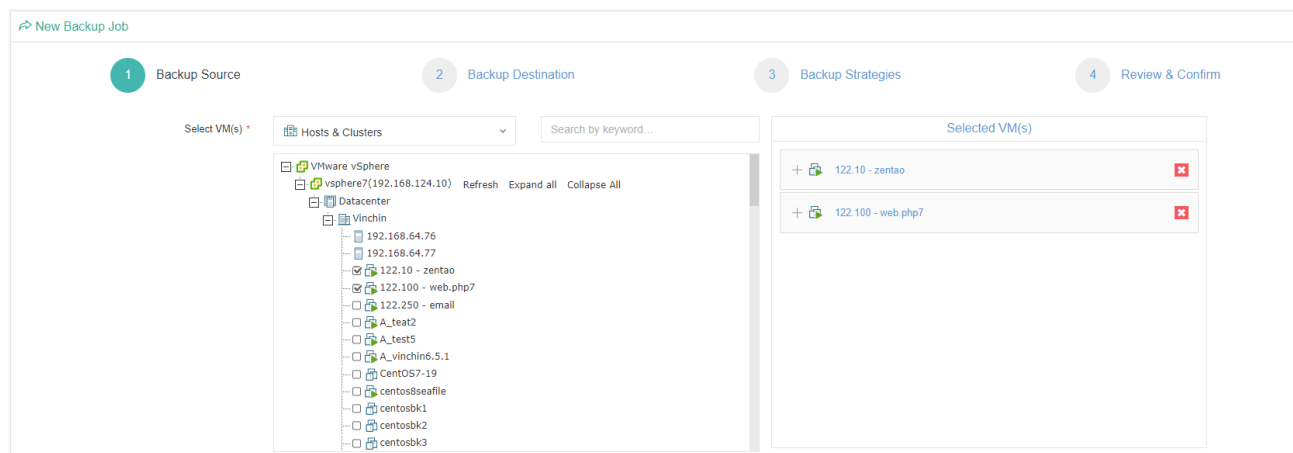 New Backup Job
1 Backup Source 2 Backup Destination 3 Backup Strategies 4 Review & Confirm
Select VM(s) * Hosts & Clusters Search by keyword... Selected VM(s)
VMware vSphere
vsphere7(192.168.124.10) Refresh Expand all Collapse All
Datacenter
Vinchin
192.168.64.76
192.168.64.77
122.10 - zentao
122.100 - web.php7
122.250 - email
A_teat2
A_test5
A_vinchin6.5.1
CentOS7-19
centos8seafile
centosbk1
centosbk2
centosbk3
122.10 - zentao
122.100 - web.php7